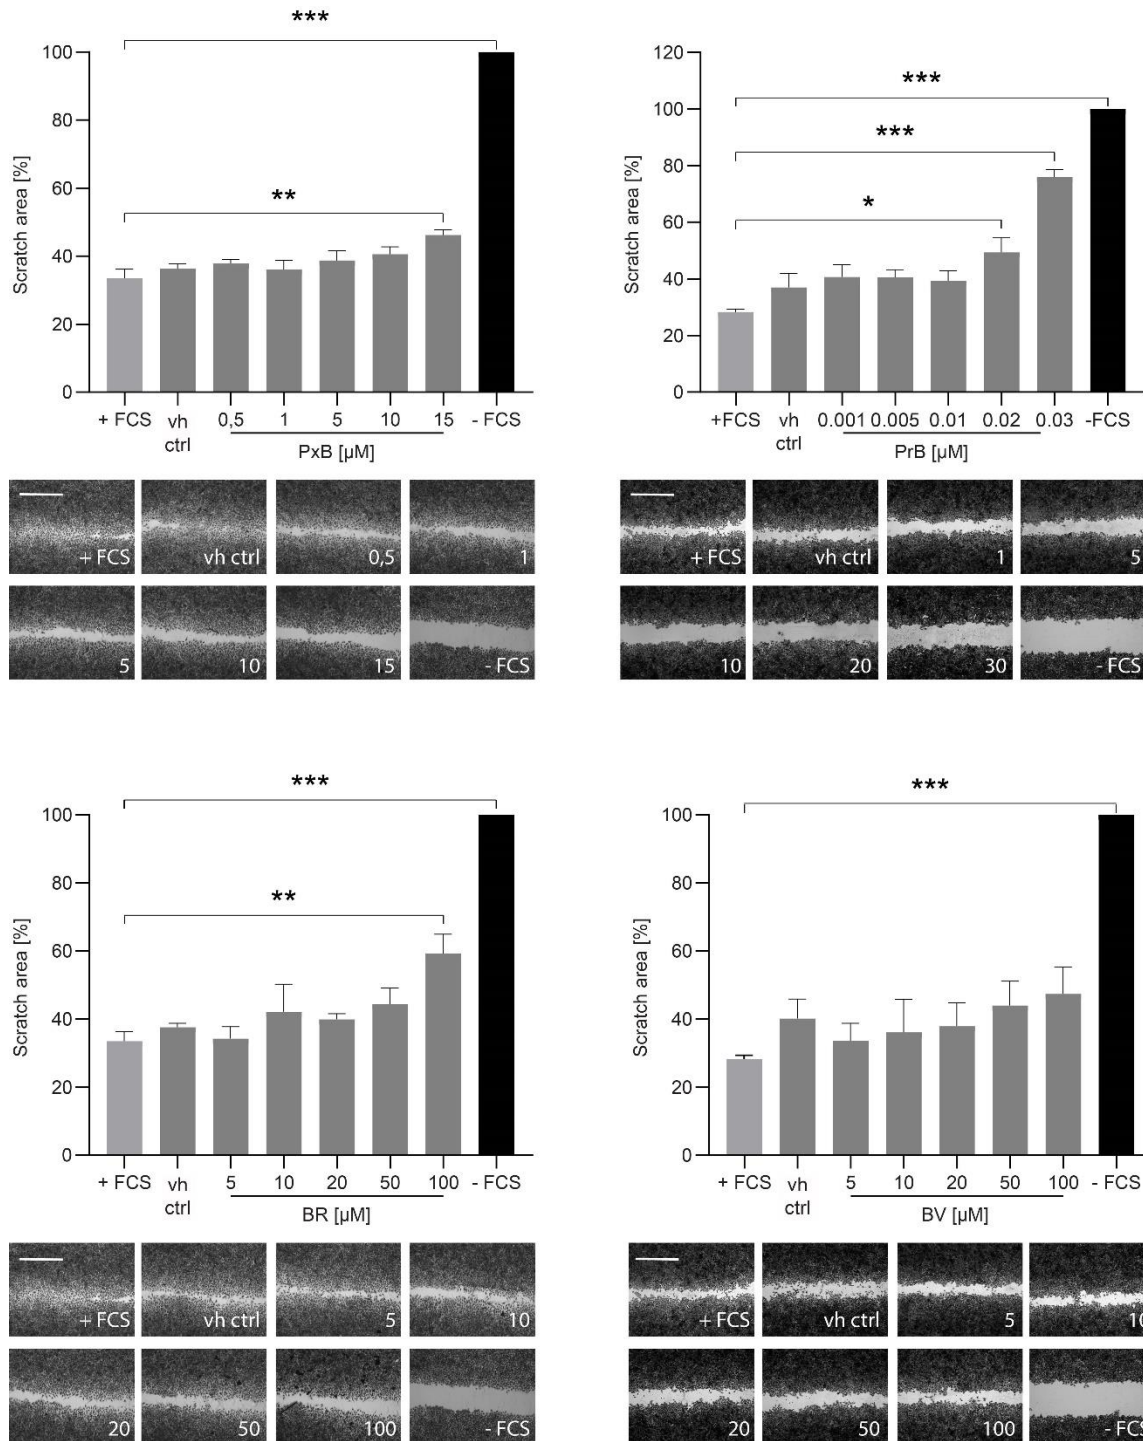 ***
**
Scratch area [%]
100
80
60
40
20
0
+ FCS vh ctrl 0,5 1 5 10 15 - FCS
PxB [µM]
+ FCS vh ctrl 0,5 1
5 10 15 - FCS
***
***
*
Scratch area [%]
120
100
80
60
40
20
0
+FCS vh ctrl 0.001 0.005 0.01 0.02 0.03 -FCS
PrB [µM]
+ FCS vh ctrl 1 5
10 20 30 - FCS
***
**
Scratch area [%]
100
80
60
40
20
0
+ FCS vh ctrl 5 10 20 50 100 - FCS
BR [µM]
+ FCS vh ctrl 5 10
20 50 100 - FCS
***
Scratch area [%]
100
80
60
40
20
0
+ FCS vh ctrl 5 10 20 50 100 - FCS
BV [µM]
+ FCS vh ctrl 5 10
20 50 100 - FCS